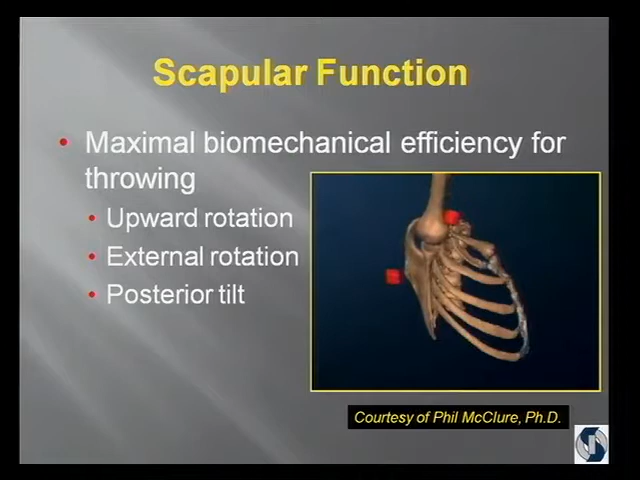 Scapular Function
• Maximal biomechanical efficiency for
throwing
• Upward rotation
• External rotation
• Posterior tilt
Courtesy of Phil McClure, Ph.D.